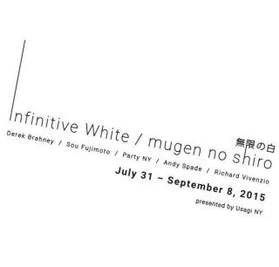 無限の白
Infinitive White / mugen no shiro
Derek Brahney / Sou Fujimoto / Party NY / Andy Spade / Richard Vivenzio
July 31 – September 8, 2015
presented by Usagi NY